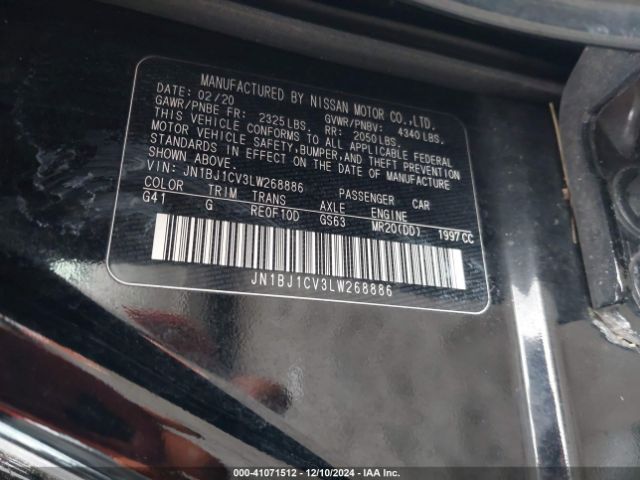 MANUFACTURED BY NISSAN MOTOR CO.,LTD.
DATE: 02/20 GVWR/PNBV: 4340 LBS.
GAWR/PNBE FR: 2325 LBS. RR: 2050 LBS.
THIS VEHICLE CONFORMS TO ALL APPLICABLE FEDERAL
MOTOR VEHICLE SAFETY, BUMPER, AND THEFT PREVENTION
STANDARDS IN EFFECT ON THE DATE OF MANUFACTURE
SHOWN ABOVE.
VIN: JN1BJ1CV3LW268886 PASSENGER CAR
COLOR TRIM TRANS AXLE ENGINE
G41 G RE0F10D GS63 MR20(DD) 1997CC
JN1BJ1CV3LW268886
000-41071512 - 12/10/2024 - IAA Inc.